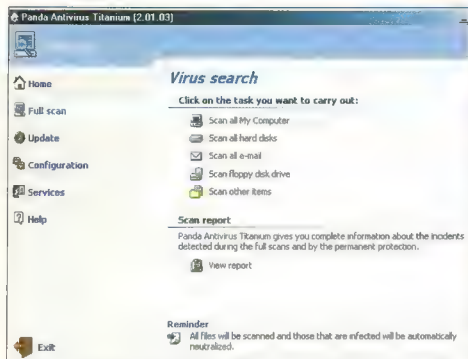 Panda Antivirus Titanium (2.01.03)
Home
Full scan
Update
Configuration
Services
Help
Exit
Virus search
Click on the task you want to carry out:
Scan all My Computer
Scan all hard disks
Scan all e-mail
Scan floppy disk drive
Scan other items
Scan report
Panda Antivirus Titanium gives you complete information about the incidents
detected during the full scans and by the permanent protection.
View report
Reminder
All files will be scanned and those that are infected will be automatically
neutralized.